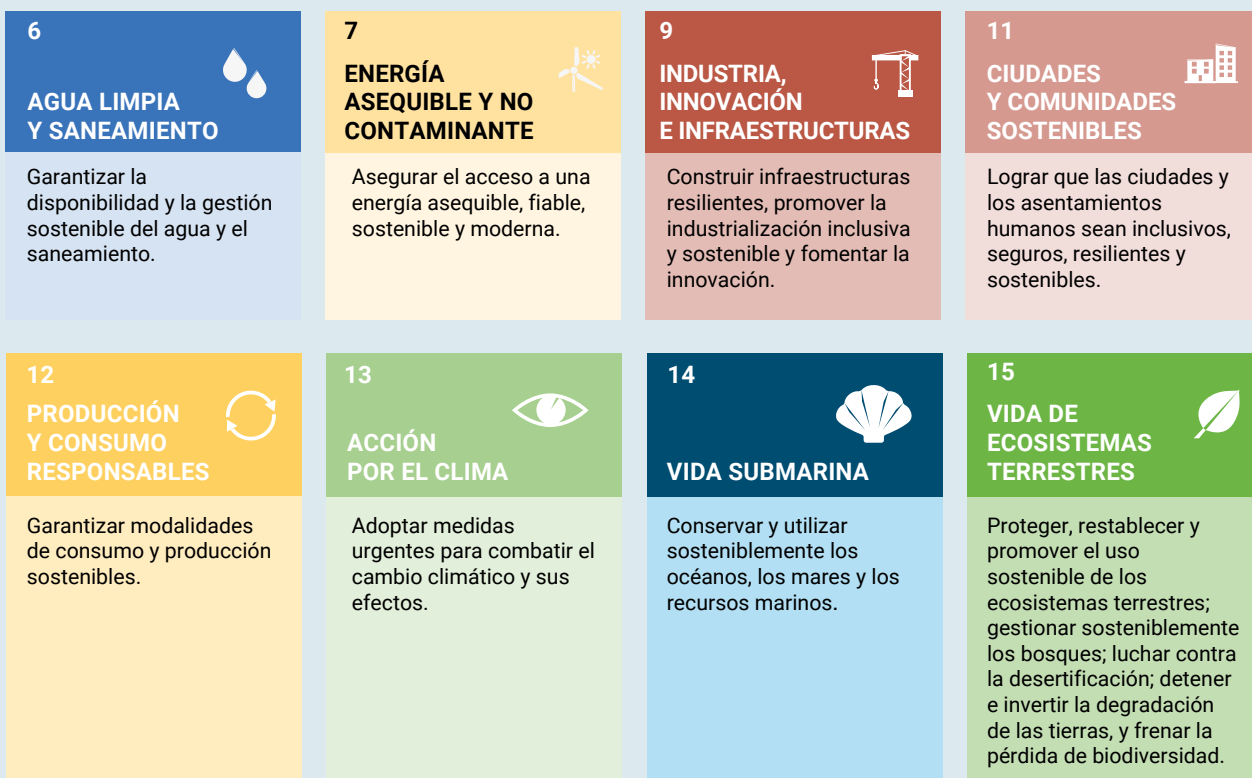 6
AGUA LIMPIA
Y SANEAMIENTO
Garantizar la
disponibilidad y la gestión
sostenible del agua y el
saneamiento.
7
ENERGÍA
ASEQUIBLE Y NO
CONTAMINANTE
Asegurar el acceso a una
energía asequible, fiable,
sostenible y moderna.
9
INDUSTRIA,
INNOVACIÓN
E INFRAESTRUCTURAS
Construir infraestructuras
resilientes, promover la
industrialización inclusiva
y sostenible y fomentar la
innovación.
11
CIUDADES
Y COMUNIDADES
SOSTENIBLES
Lograr que las ciudades y
los asentamientos
humanos sean inclusivos,
seguros, resilientes y
sostenibles.
12
PRODUCCIÓN
Y CONSUMO
RESPONSABLES
Garantizar modalidades
de consumo y producción
sostenibles.
13
ACCIÓN
POR EL CLIMA
Adoptar medidas
urgentes para combatir el
cambio climático y sus
efectos.
14
VIDA SUBMARINA
Conservar y utilizar
sosteniblemente los
océanos, los mares y los
recursos marinos.
15
VIDA DE
ECOSISTEMAS
TERRESTRES
Proteger, restablecer y
promover el uso
sostenible de los
ecosistemas terrestres;
gestionar sosteniblemente
los bosques; luchar contra
la desertificación; detener
e invertir la degradación
de las tierras, y frenar la
pérdida de biodiversidad.